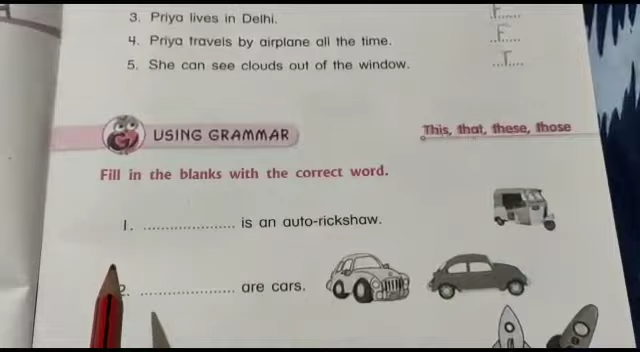 3. Priya lives in Delhi. F
4. Priya travels by airplane all the time. F
5. She can see clouds out of the window. T
USING GRAMMAR This, that, these, those
Fill in the blanks with the correct word.
1. .................... is an auto-rickshaw.
2. .................... are cars.